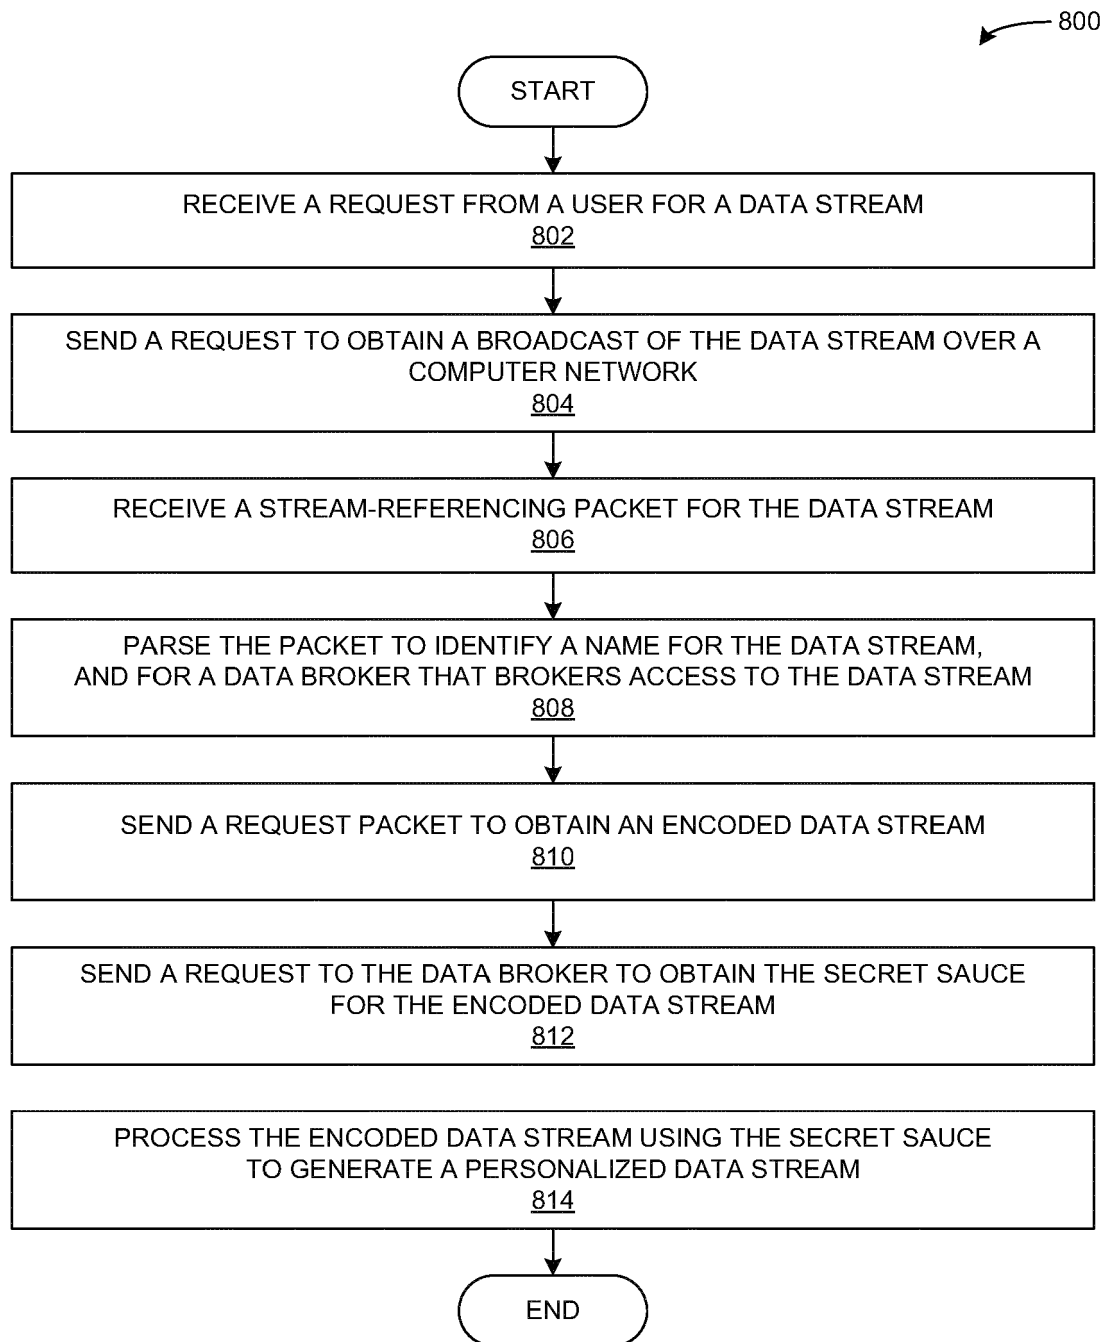 800
START
RECEIVE A REQUEST FROM A USER FOR A DATA STREAM
802
SEND A REQUEST TO OBTAIN A BROADCAST OF THE DATA STREAM OVER A
COMPUTER NETWORK
804
RECEIVE A STREAM-REFERENCING PACKET FOR THE DATA STREAM
806
PARSE THE PACKET TO IDENTIFY A NAME FOR THE DATA STREAM,
AND FOR A DATA BROKER THAT BROKERS ACCESS TO THE DATA STREAM
808
SEND A REQUEST PACKET TO OBTAIN AN ENCODED DATA STREAM
810
SEND A REQUEST TO THE DATA BROKER TO OBTAIN THE SECRET SAUCE
FOR THE ENCODED DATA STREAM
812
PROCESS THE ENCODED DATA STREAM USING THE SECRET SAUCE
TO GENERATE A PERSONALIZED DATA STREAM
814
END